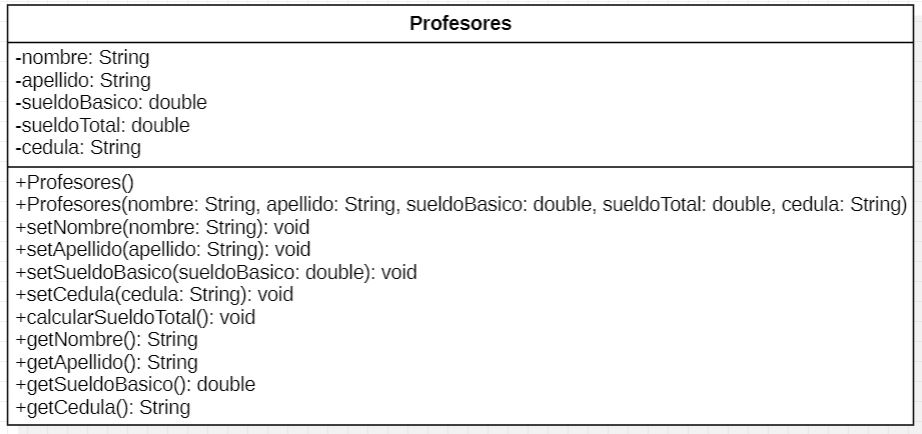 Profesores
-nombre: String
-apellido: String
-sueldoBasico: double
-sueldoTotal: double
-cedula: String
+Profesores()
+Profesores(nombre: String, apellido: String, sueldoBasico: double, sueldoTotal: double, cedula: String)
+setNombre(nombre: String): void
+setApellido(apellido: String): void
+setSueldoBasico(sueldoBasico: double): void
+setCedula(cedula: String): void
+calcularSueldoTotal(): void
+getNombre(): String
+getApellido(): String
+getSueldoBasico(): double
+getCedula(): String